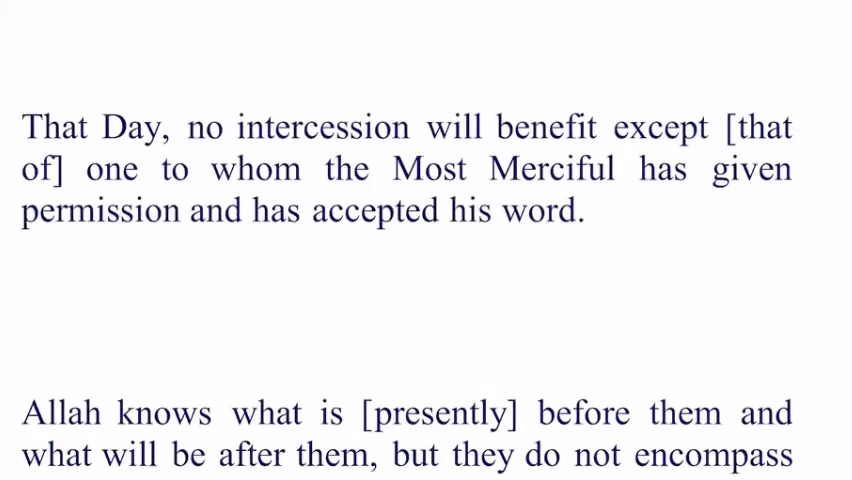 That Day, no intercession will benefit except [that
of] one to whom the Most Merciful has given
permission and has accepted his word.
Allah knows what is [presently] before them and
what will be after them, but they do not encompass